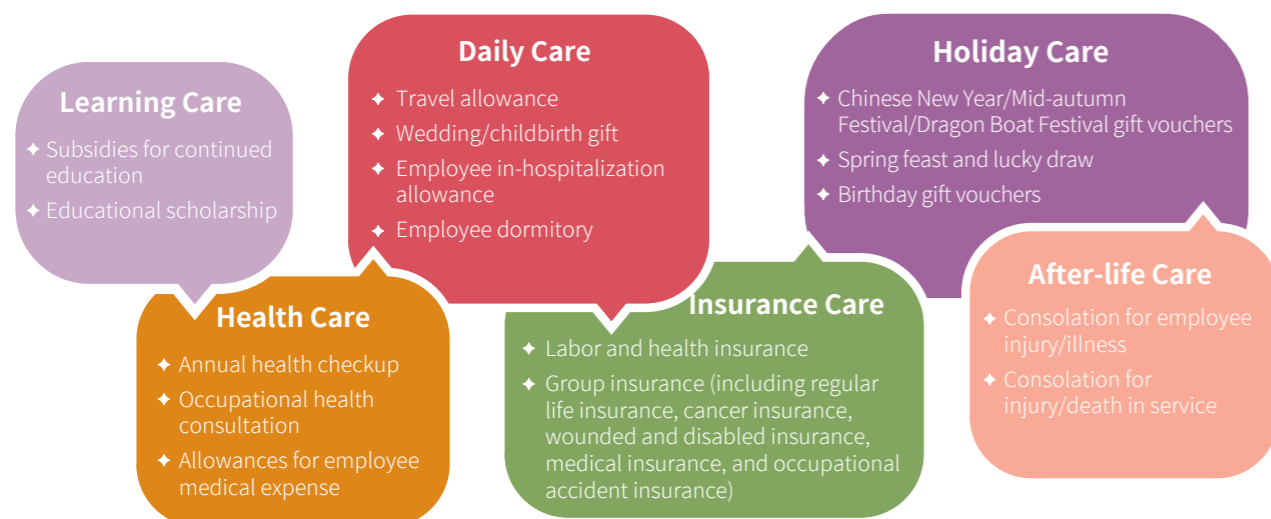 Learning Care
✦ Subsidies for continued
education
✦ Educational scholarship
Health Care
✦ Annual health checkup
✦ Occupational health
consultation
✦ Allowances for employee
medical expense
Daily Care
✦ Travel allowance
✦ Wedding/childbirth gift
✦ Employee in-hospitalization
allowance
✦ Employee dormitory
Insurance Care
✦ Labor and health insurance
✦ Group insurance (including regular
life insurance, cancer insurance,
wounded and disabled insurance,
medical insurance, and occupational
accident insurance)
Holiday Care
✦ Chinese New Year/Mid-autumn
Festival/Dragon Boat Festival gift vouchers
✦ Spring feast and lucky draw
✦ Birthday gift vouchers
After-life Care
✦ Consolation for employee
injury/illness
✦ Consolation for
injury/death in service